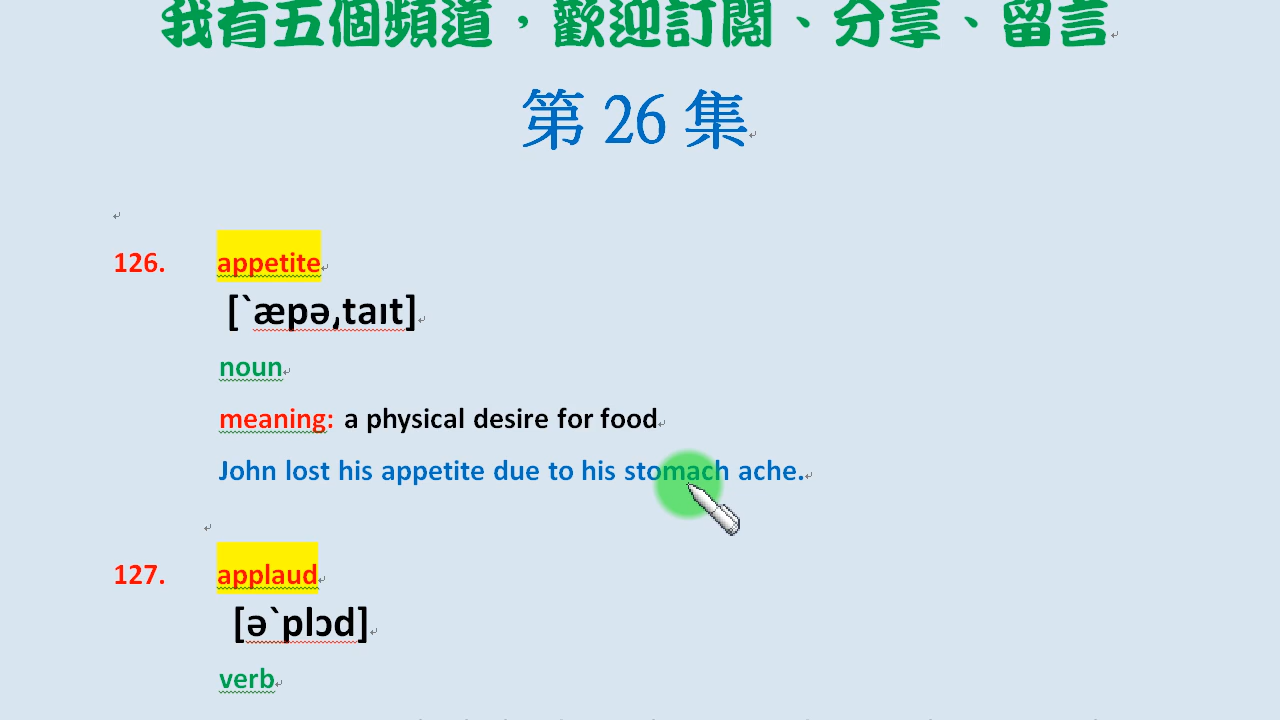 我有五個頻道，歡迎訂閱、分享、留言
第 26 集
126. appetite
[ˋæpə͵taɪt]
noun
meaning: a physical desire for food
John lost his appetite due to his stomach ache.
127. applaud
[əˋplɔd]
verb